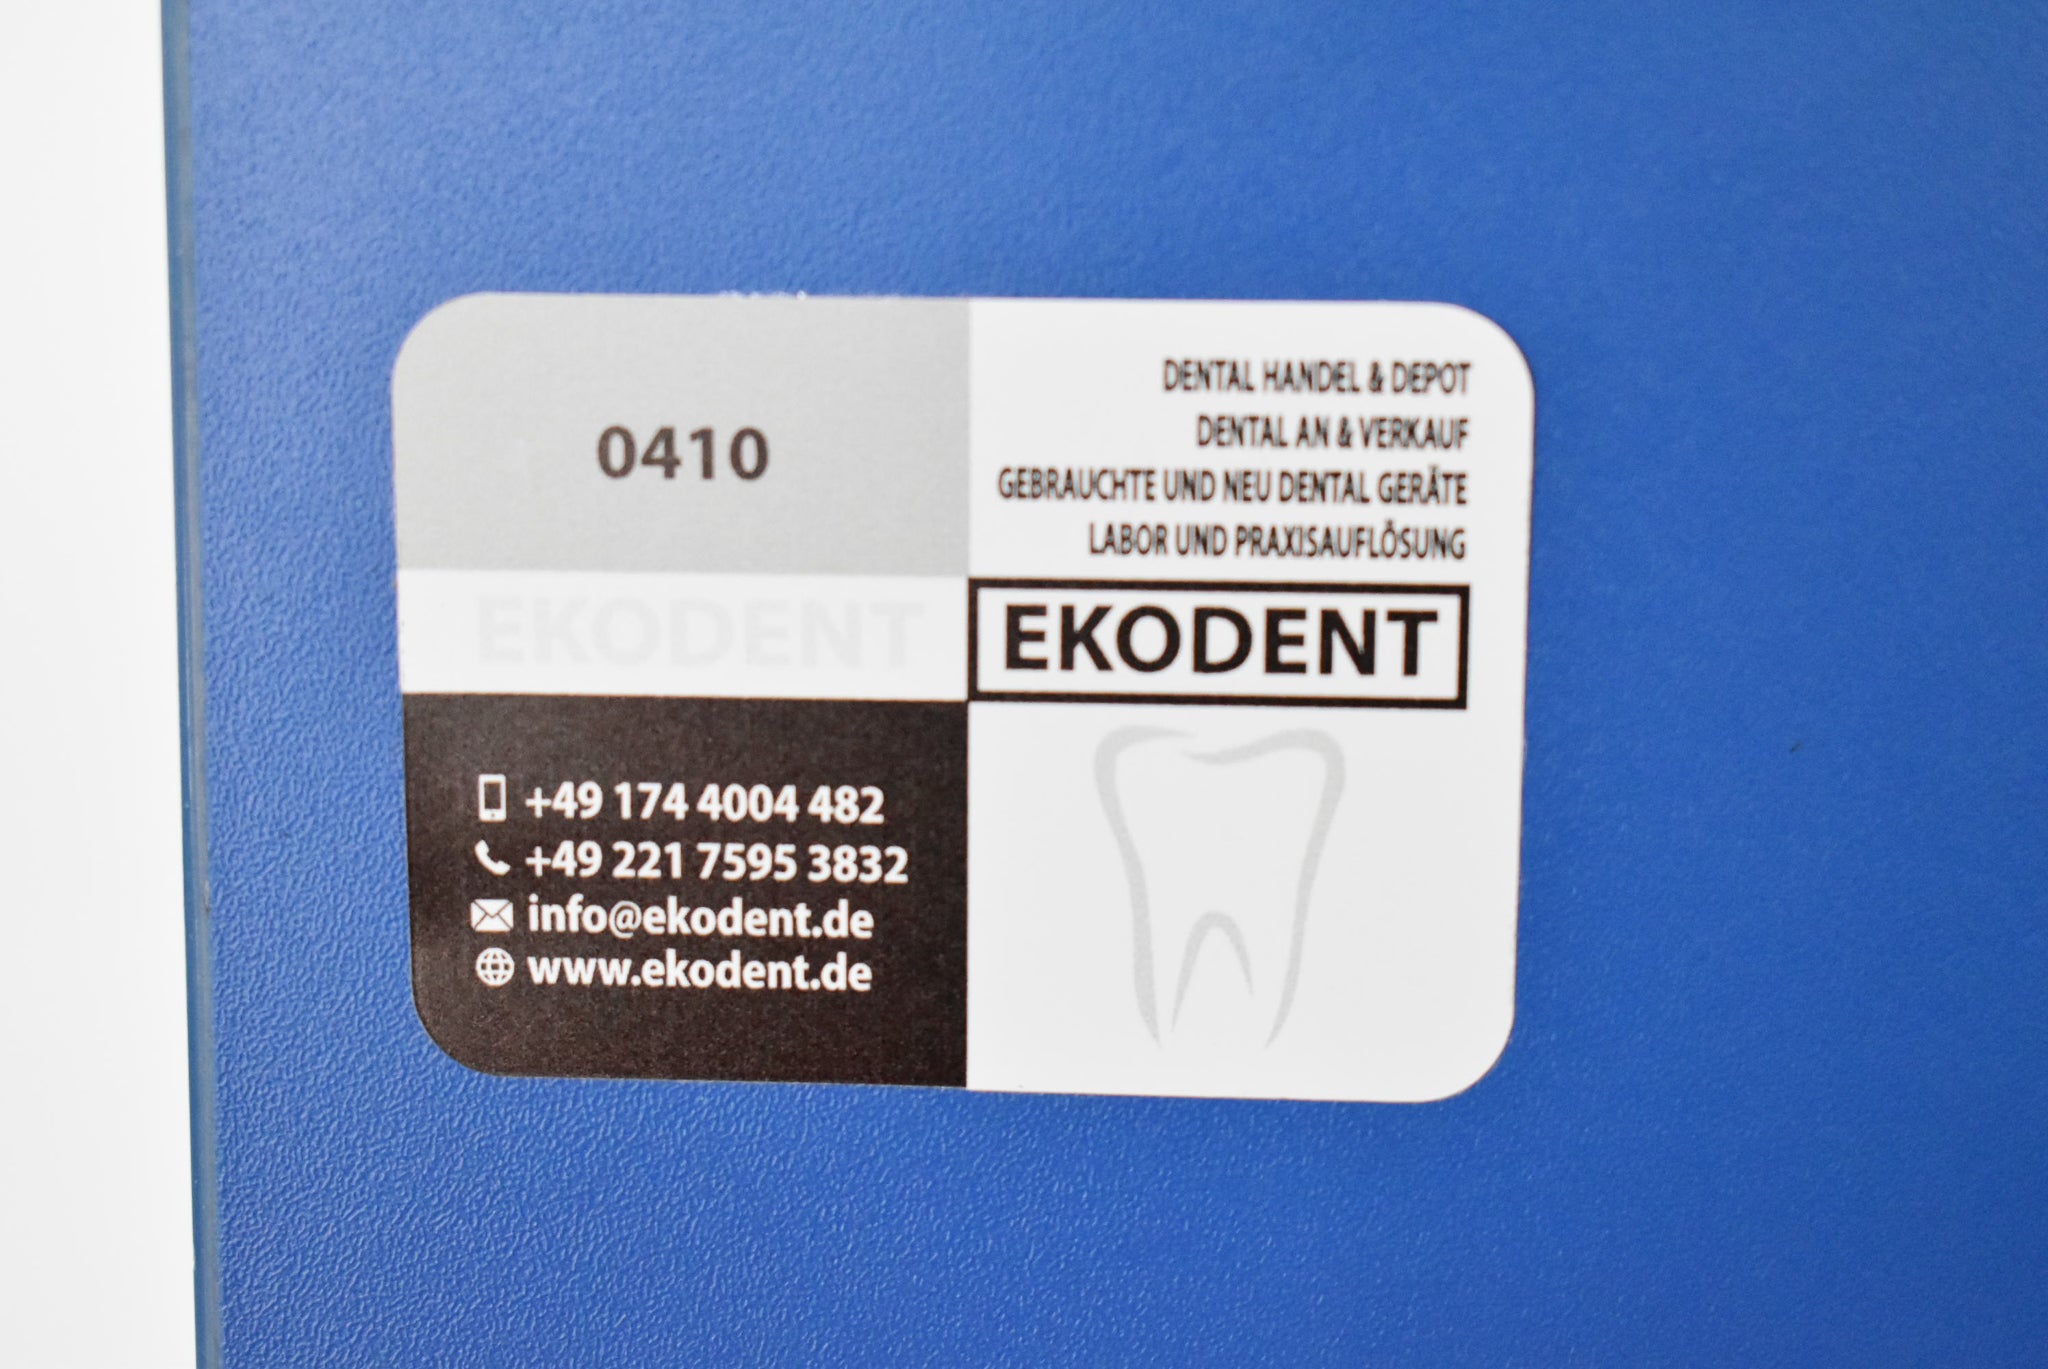 0410
DENTAL HANDEL & DEPOT
DENTAL AN & VERKAUF
GEBRAUCHTE UND NEU DENTAL GERÄTE
LABOR UND PRAXISAUFLÖSUNG
EKODENT
EKODENT
+49 174 4004 482
+49 221 7595 3832
info@ekodent.de
www.ekodent.de